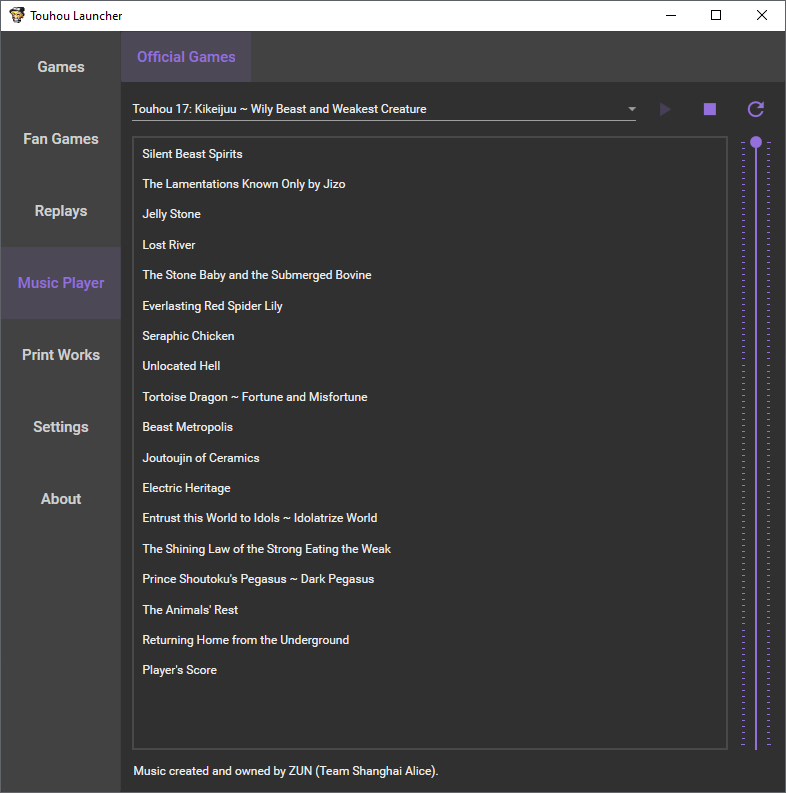 Touhou Launcher
Games
Fan Games
Replays
Music Player
Print Works
Settings
About
Official Games
Touhou 17: Kikeijuu ~ Wily Beast and Weakest Creature
Silent Beast Spirits
The Lamentations Known Only by Jizo
Jelly Stone
Lost River
The Stone Baby and the Submerged Bovine
Everlasting Red Spider Lily
Seraphic Chicken
Unlocated Hell
Tortoise Dragon ~ Fortune and Misfortune
Beast Metropolis
Joutoujin of Ceramics
Electric Heritage
Entrust this World to Idols ~ Idolatrize World
The Shining Law of the Strong Eating the Weak
Prince Shoutoku's Pegasus ~ Dark Pegasus
The Animals' Rest
Returning Home from the Underground
Player's Score
Music created and owned by ZUN (Team Shanghai Alice).